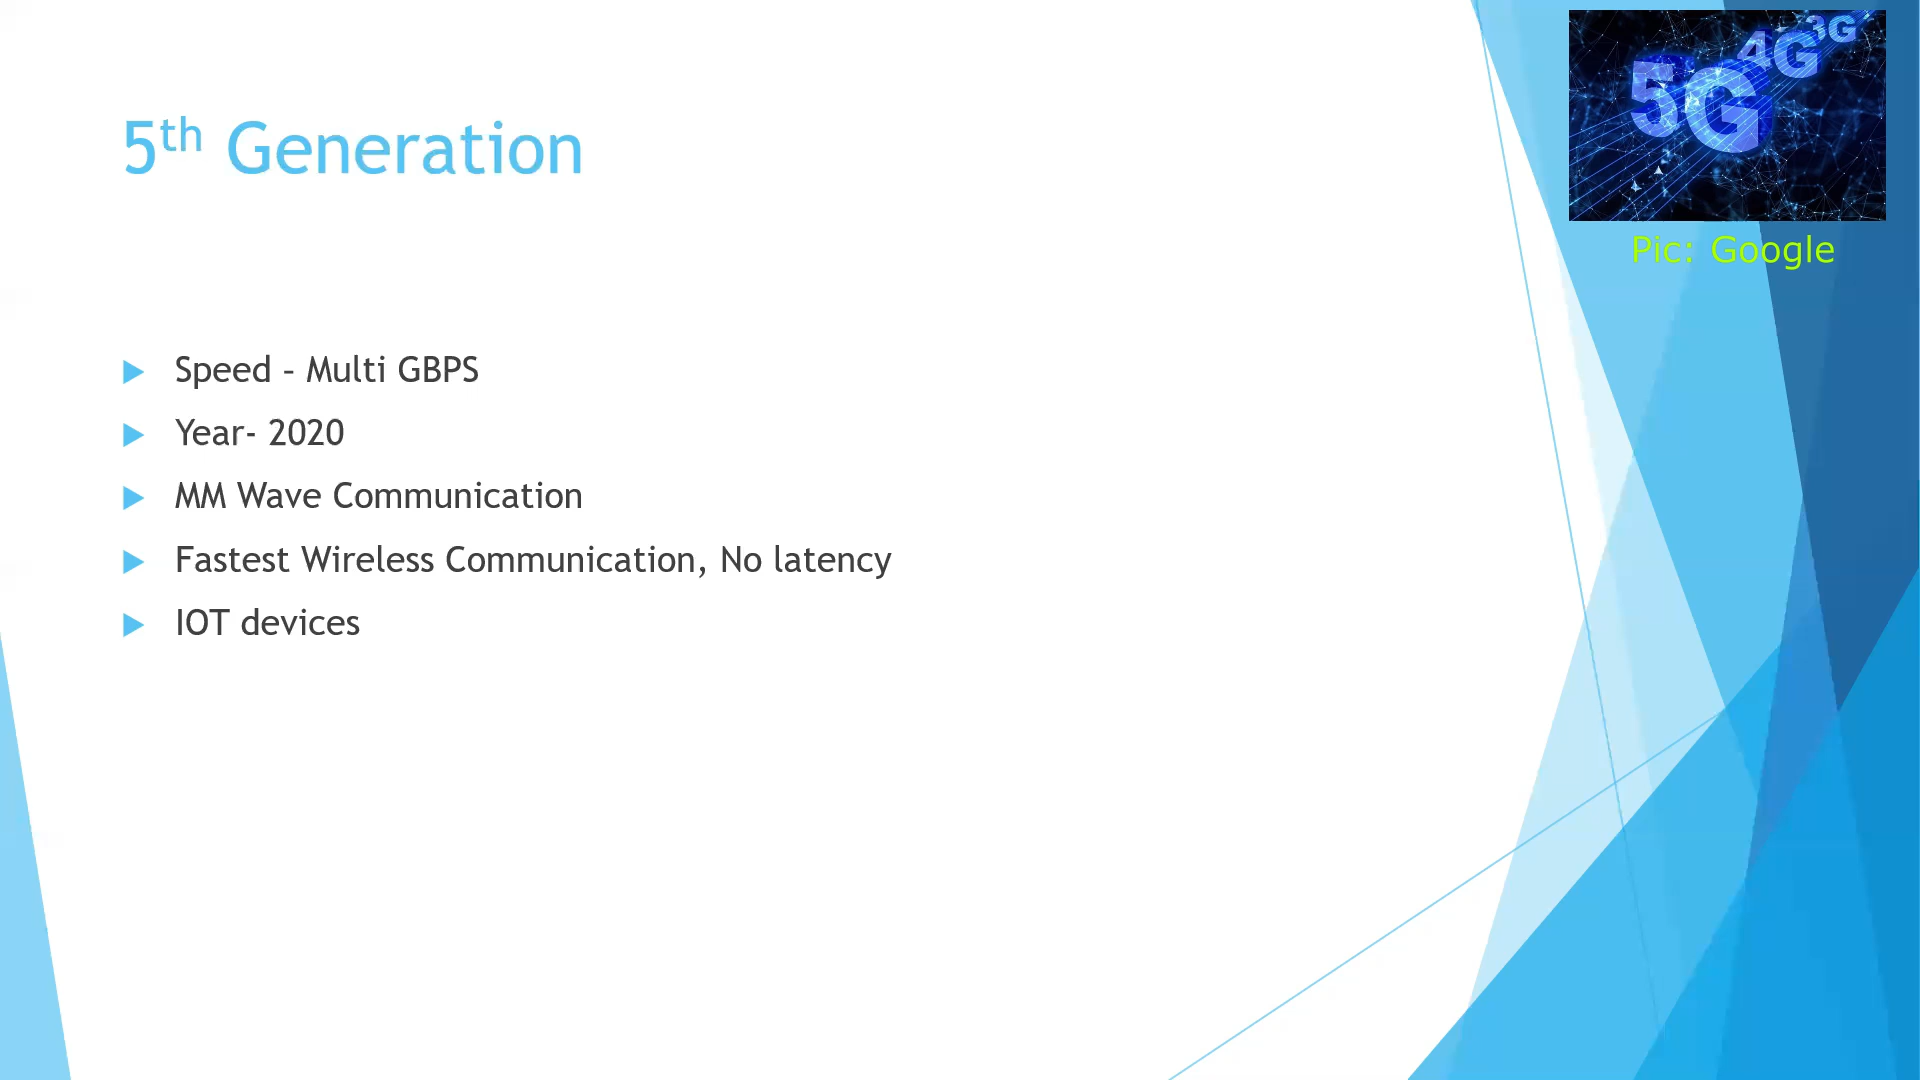 5th Generation
3G
4G
5G
Pic: Google
Speed – Multi GBPS
Year- 2020
MM Wave Communication
Fastest Wireless Communication, No latency
IOT devices